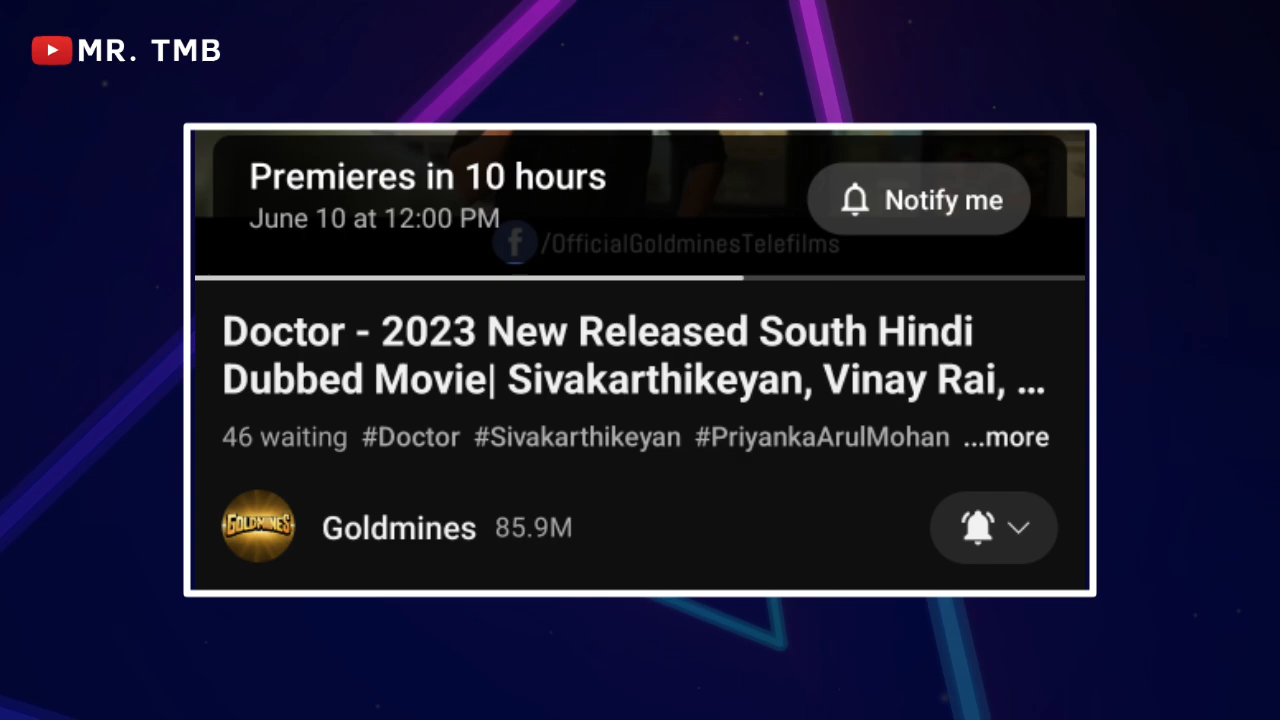 MR. TMB
Premieres in 10 hours
June 10 at 12:00 PM
Notify me
f/OfficialGoldminesTelefilms
Doctor - 2023 New Released South Hindi
Dubbed Movie| Sivakarthikeyan, Vinay Rai, ...
46 waiting #Doctor #Sivakarthikeyan #PriyankaArulMohan ...more
GOLDMINES
Goldmines 85.9M